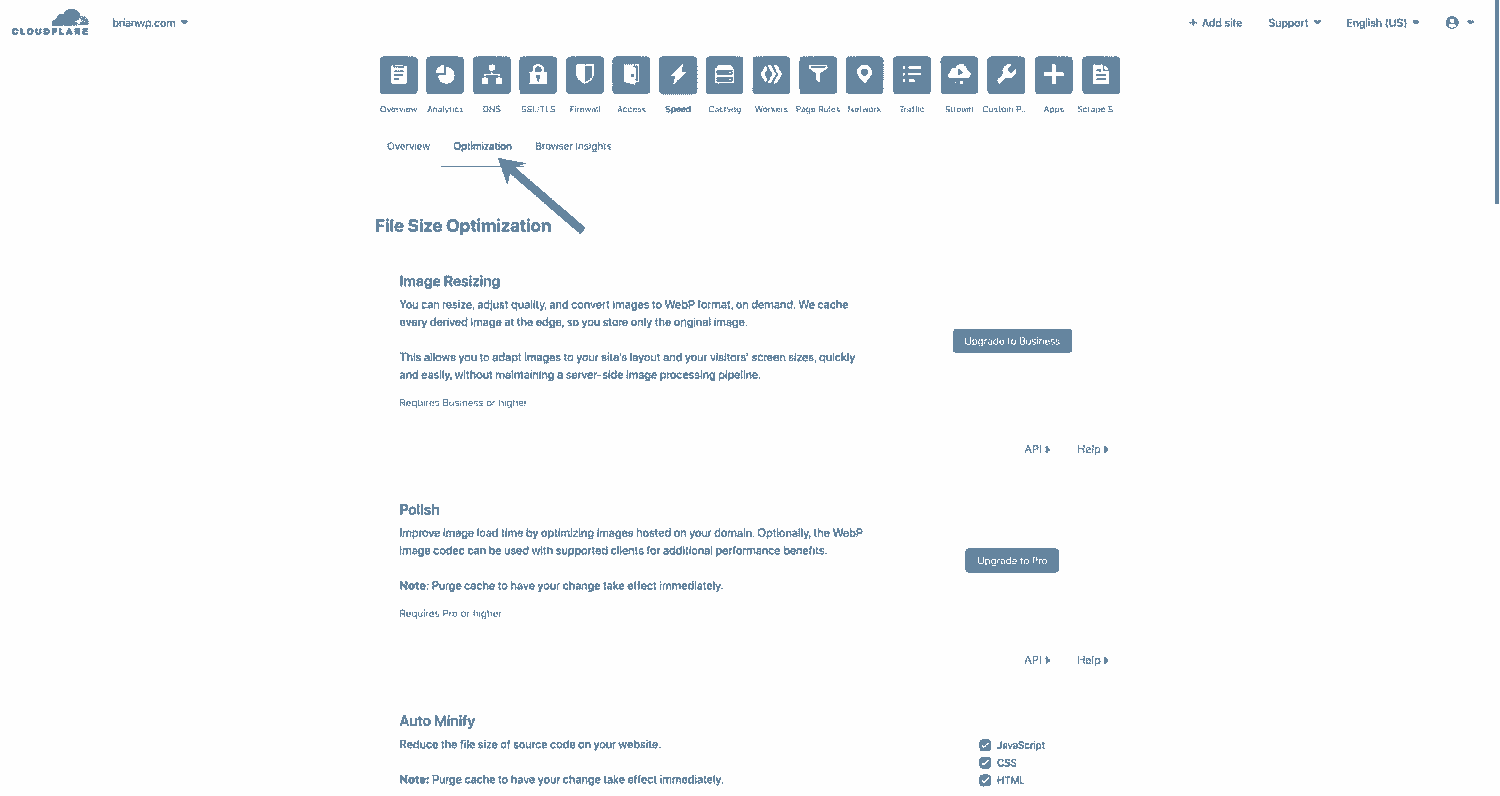 CLOUDFLARE
brianwp.com
+ Add site
Support
English (US)
Overview Analytics DNS SSL/TLS Firewall Access Speed Caching Workers Page Rules Network Traffic Stream Custom P.. Apps Scrape S
Overview Optimization Browser Insights
File Size Optimization
Image Resizing
You can resize, adjust quality, and convert images to WebP format, on demand. We cache
every derived image at the edge, so you store only the original image.
Upgrade to Business
This allows you to adapt images to your site's layout and your visitors' screen sizes, quickly
and easily, without maintaining a server-side image processing pipeline.
Requires Business or higher
API Help
Polish
Improve image load time by optimizing images hosted on your domain. Optionally, the WebP
image codec can be used with supported clients for additional performance benefits.
Upgrade to Pro
Note: Purge cache to have your change take effect immediately.
Requires Pro or higher
API Help
Auto Minify
Reduce the file size of source code on your website.
JavaScript
CSS
Note: Purge cache to have your change take effect immediately.
HTML